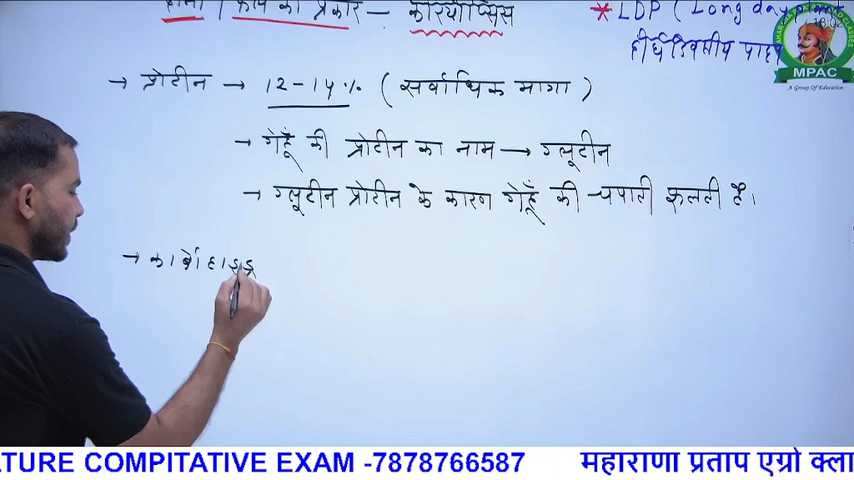 फल का प्रकार – कैरियोप्सिस
* LDP (Long day plant
दीर्घ दिवसीय पादप
→ प्रोटीन → 12-14% (सर्वाधिक मात्रा)
→ गेहूँ की प्रोटीन का नाम → ग्लूटीन
→ ग्लूटीन प्रोटीन के कारण गेहूँ की चपाती फूलती है।
→ कार्बोहाइड्र
MPAC
A Group Of Education
LTURE COMPITATIVE EXAM -7878766587 महाराणा प्रताप एग्रो क्ला